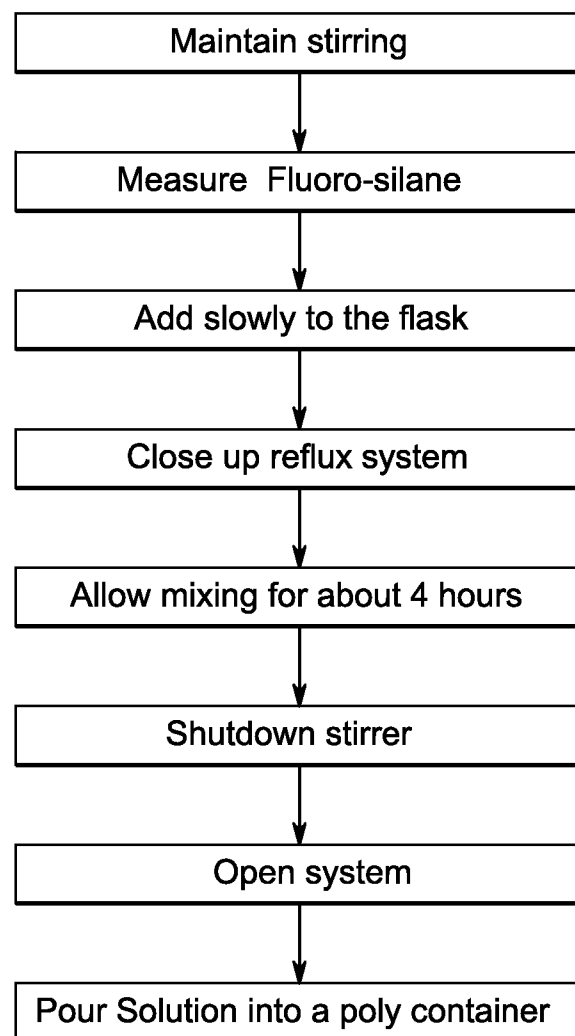 Maintain stirring
Measure Fluoro-silane
Add slowly to the flask
Close up reflux system
Allow mixing for about 4 hours
Shutdown stirrer
Open system
Pour Solution into a poly container